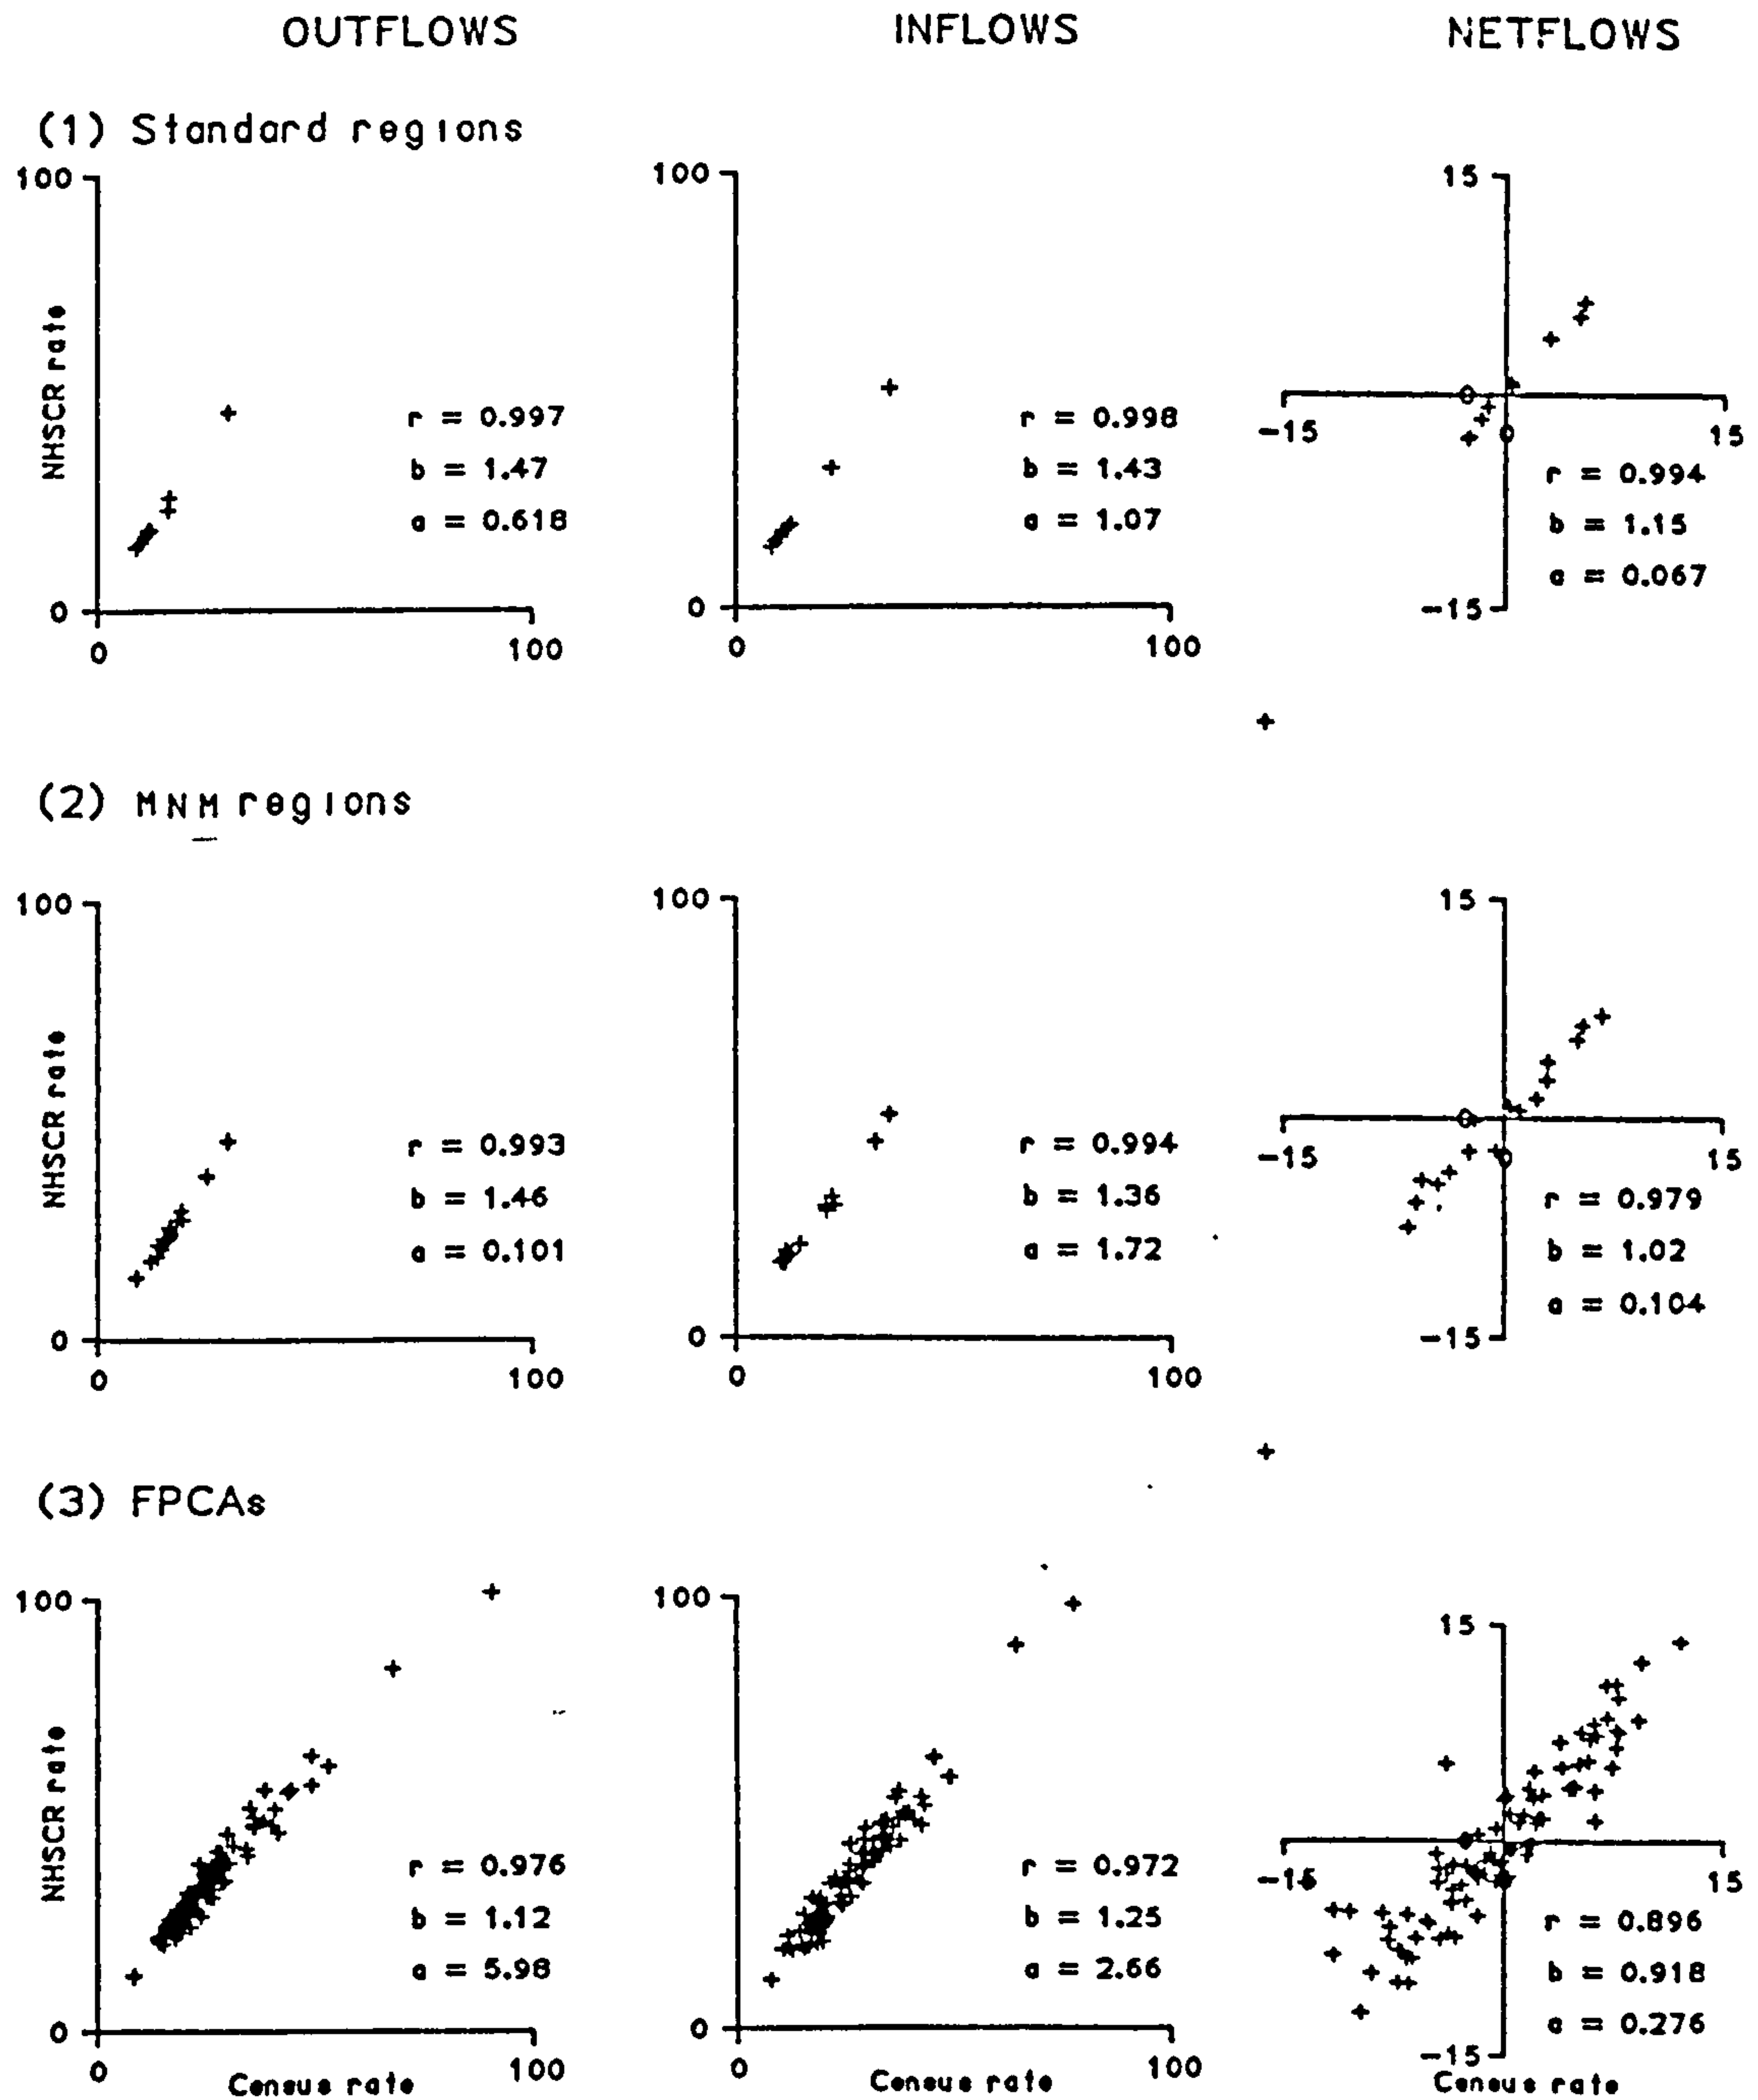 OUTFLOWS INFLOWS NETFLOWS
(1) Standard regions
100
NHSCR rate
r = 0.997
b = 1.47
a = 0.618
0
0 100
100
r = 0.998
b = 1.43
a = 1.07
0
0 100
15
-15 0 15
r = 0.994
b = 1.15
a = 0.067
-15
(2) MNM regions
100
NHSCR rate
r = 0.993
b = 1.46
a = 0.101
0
0 100
100
r = 0.994
b = 1.36
a = 1.72
0
0 100
15
-15 0 15
r = 0.979
b = 1.02
a = 0.104
-15
(3) FPCAs
100
NHSCR rate
r = 0.976
b = 1.12
a = 5.98
0
0 100
Census rate
100
r = 0.972
b = 1.25
a = 2.66
0
0 100
Census rate
15
-15 15
r = 0.896
b = 0.918
a = 0.276
-15
Census rate